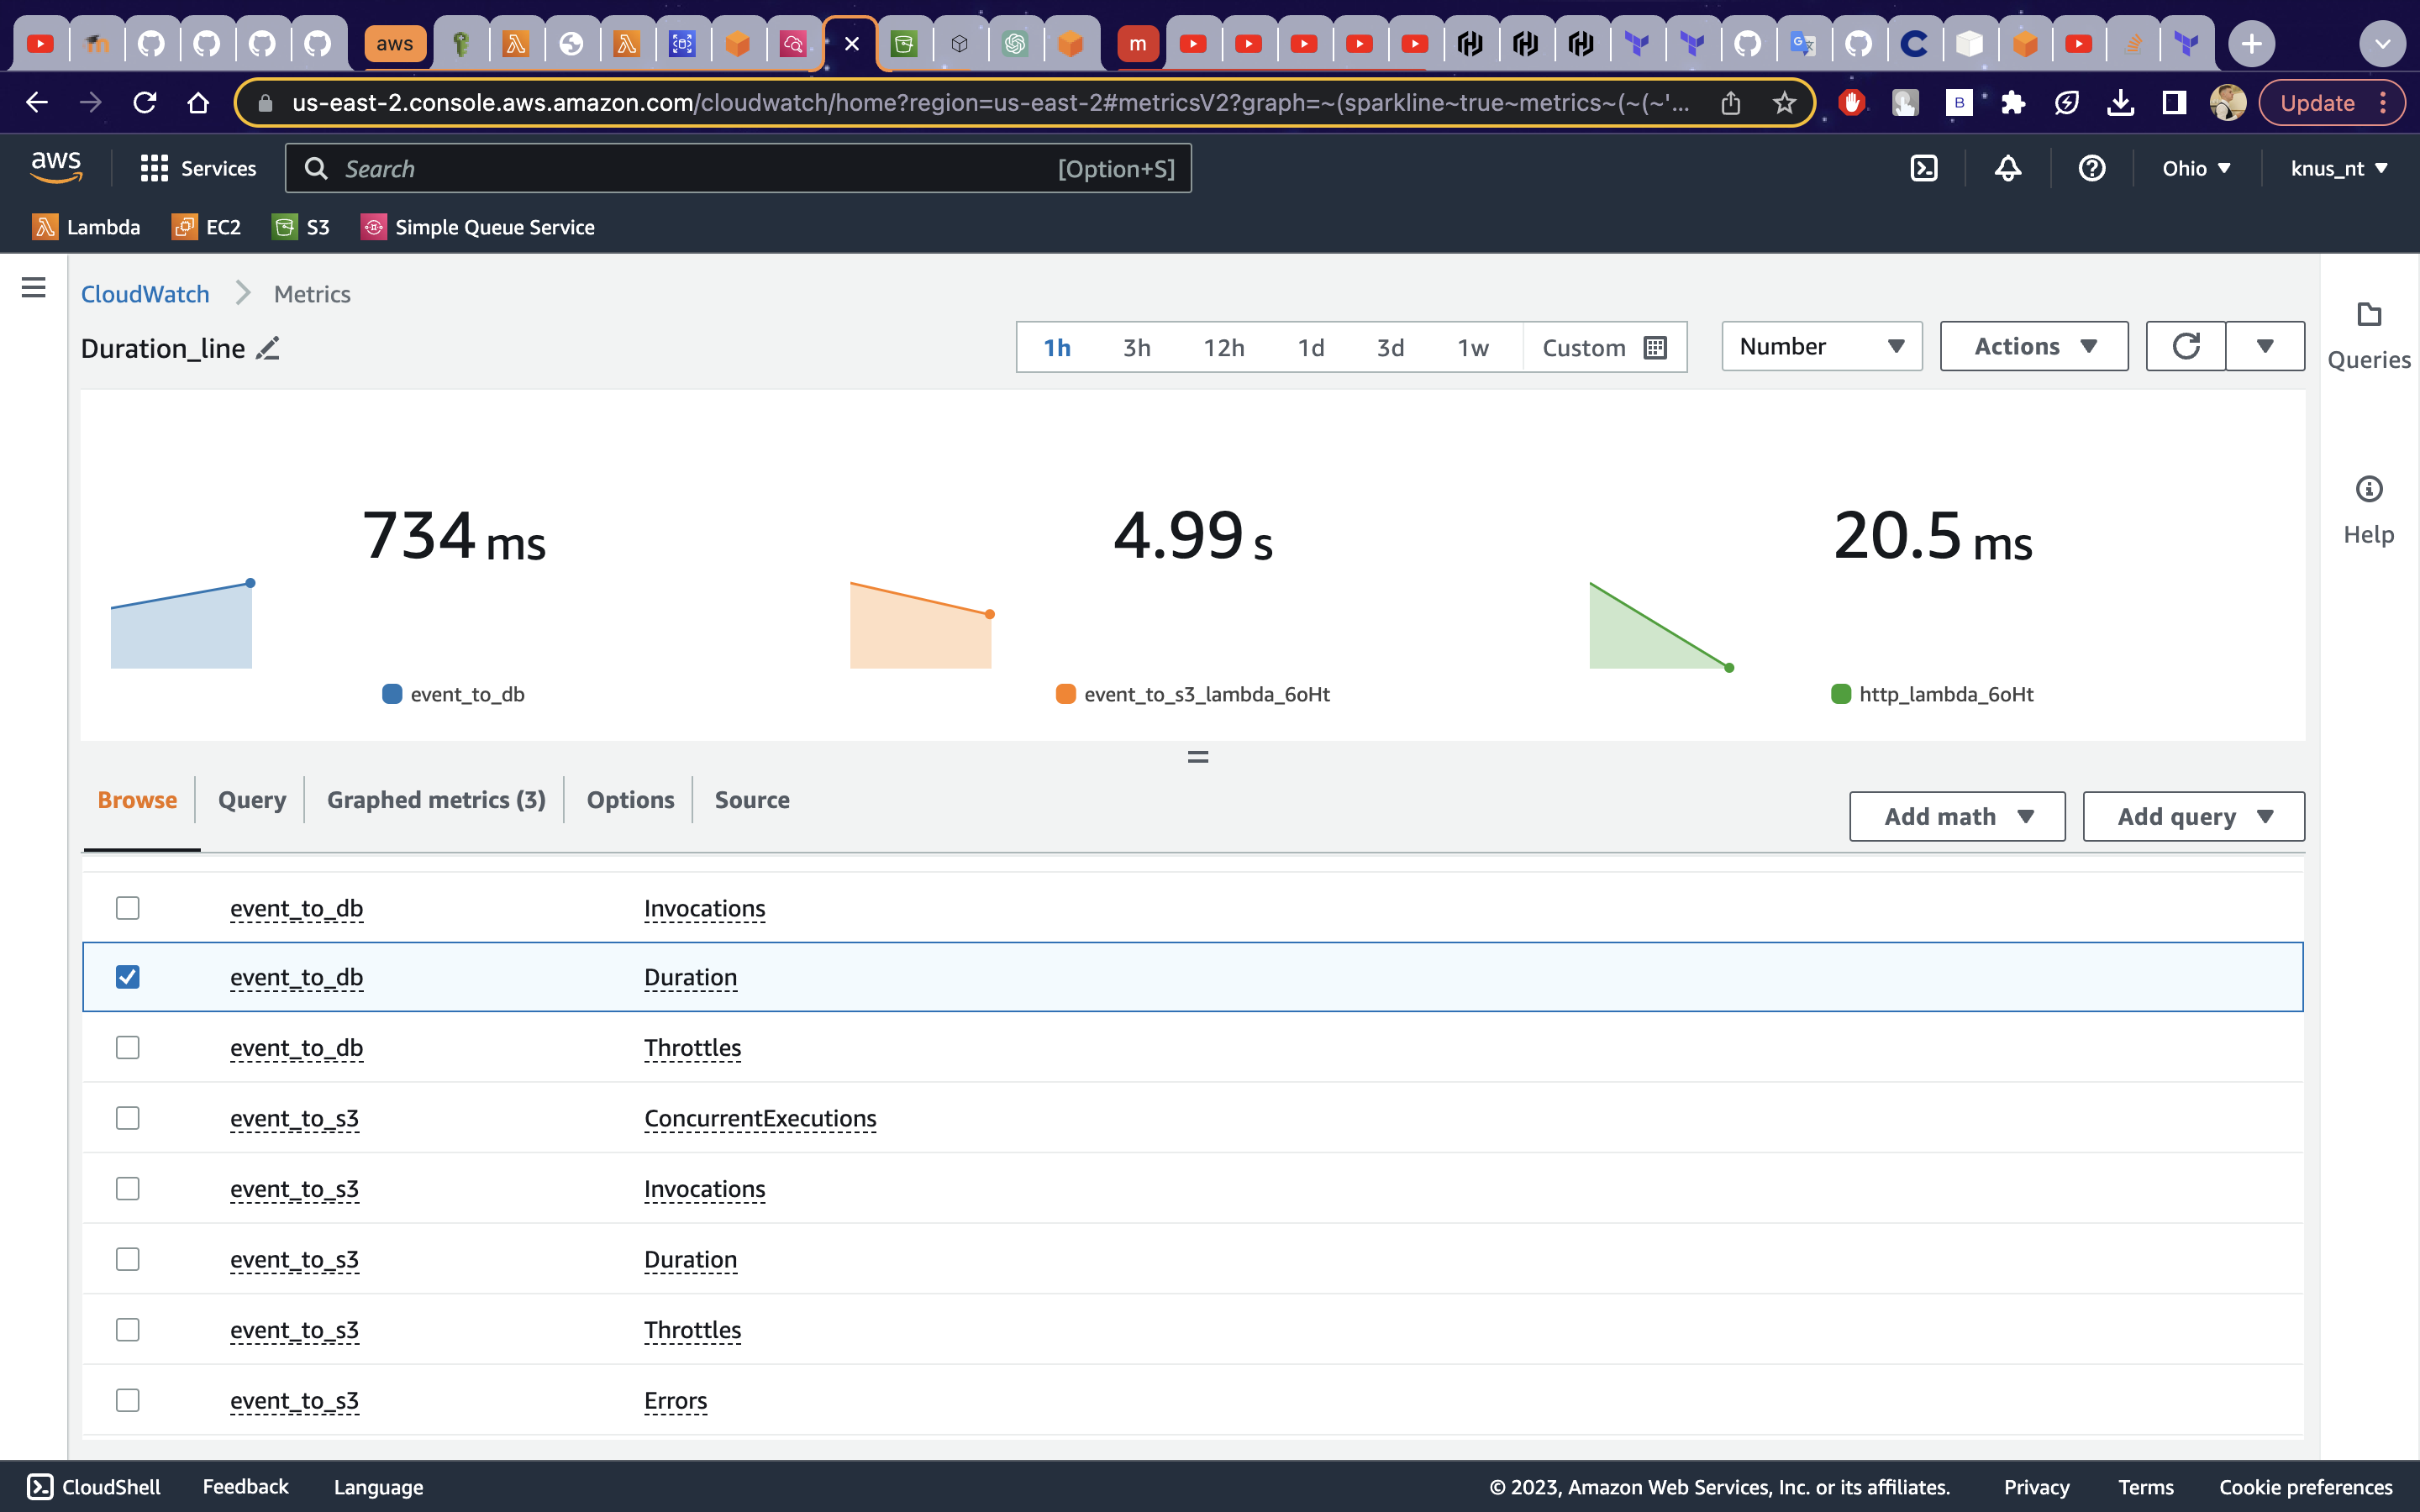 aws
m
us-east-2.console.aws.amazon.com/cloudwatch/home?region=us-east-2#metricsV2?graph=~(sparkline~true~metrics~(~(~'...
B
Update
aws
Services
Search
[Option+S]
Ohio
knus_nt
Lambda
EC2
S3
Simple Queue Service
CloudWatch
Metrics
Duration_line
1h
3h
12h
1d
3d
1w
Custom
Number
Actions
Queries
Help
734 ms
4.99 s
20.5 ms
event_to_db
event_to_s3_lambda_6oHt
http_lambda_6oHt
Browse
Query
Graphed metrics (3)
Options
Source
Add math
Add query
event_to_db Invocations
event_to_db Duration
event_to_db Throttles
event_to_s3 ConcurrentExecutions
event_to_s3 Invocations
event_to_s3 Duration
event_to_s3 Throttles
event_to_s3 Errors
CloudShell
Feedback
Language
© 2023, Amazon Web Services, Inc. or its affiliates.
Privacy
Terms
Cookie preferences